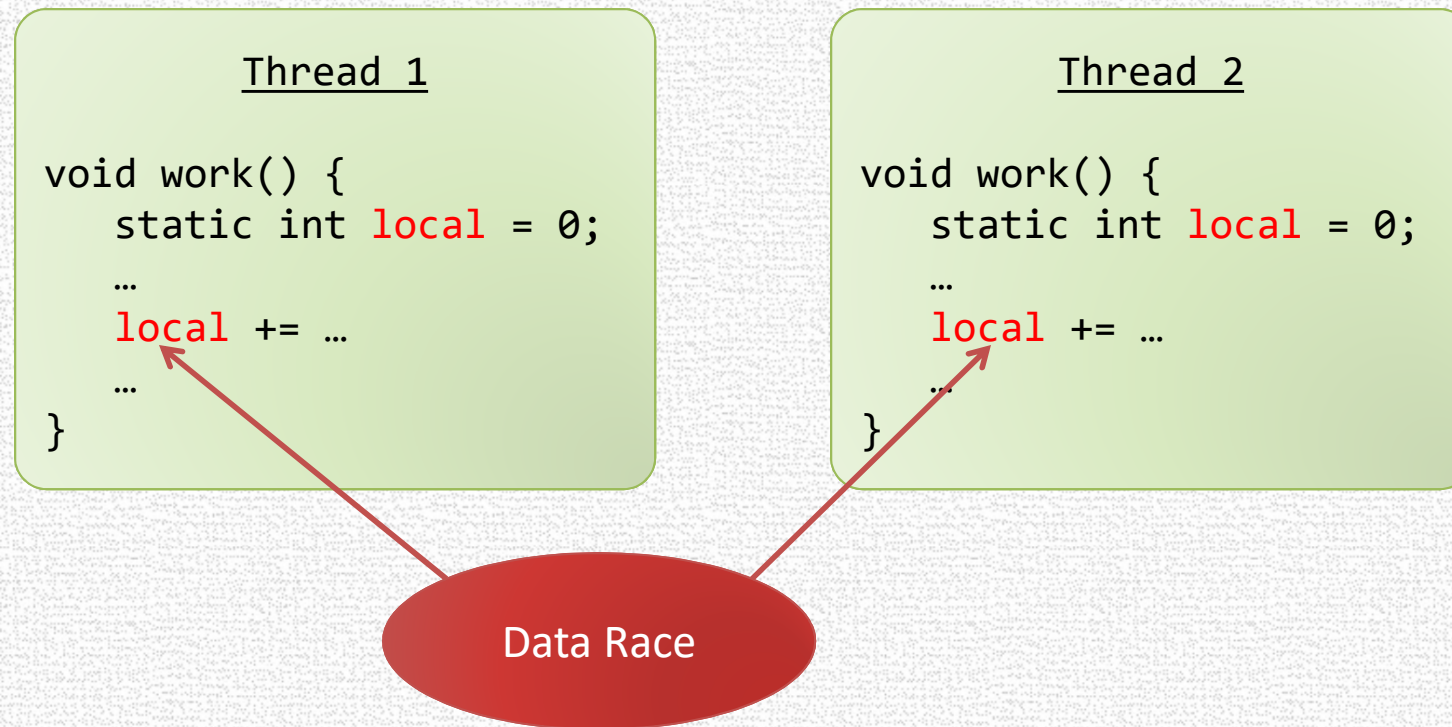 Thread 1
void work() {
static int local = 0;
…
local += …
…
}
Thread 2
void work() {
static int local = 0;
…
local += …
…
}
Data Race